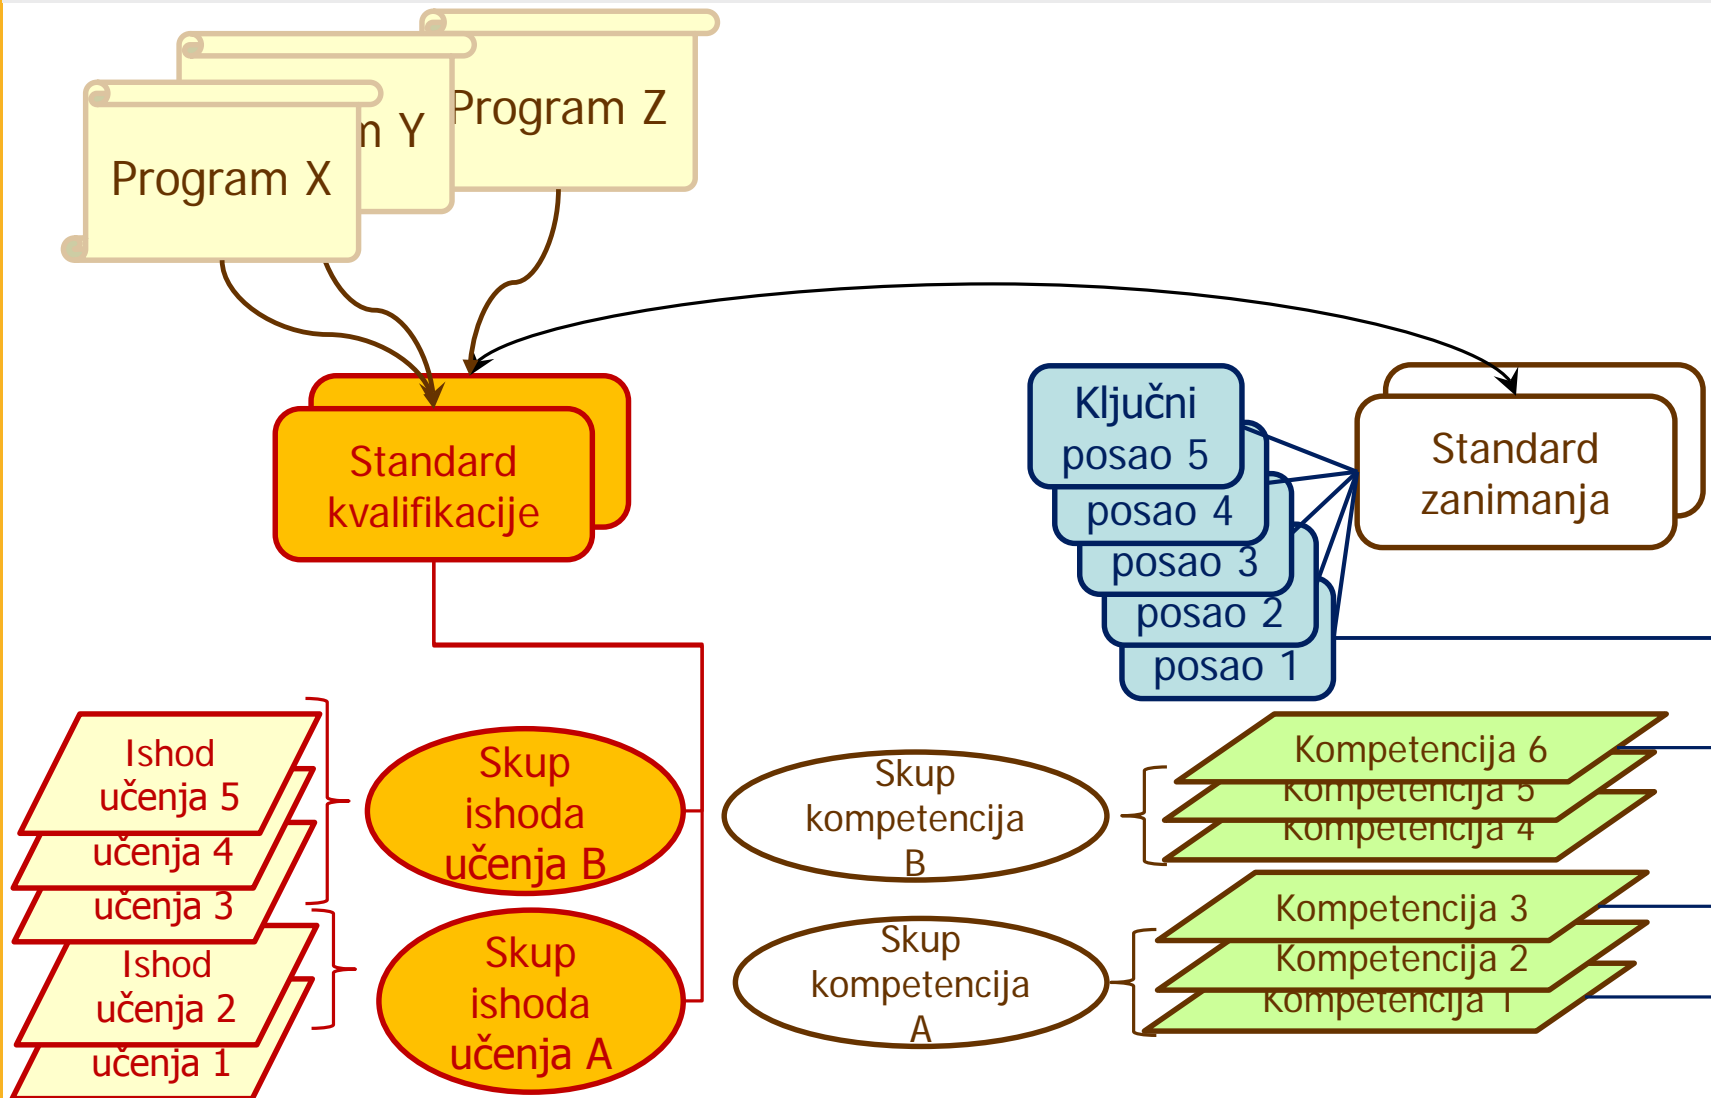 Program X
m Y
Program Z
Standard
kvalifikacije
Ključni
posao 5
posao 4
posao 3
posao 2
posao 1
Standard
zanimanja
Ishod
učenja 5
učenja 4
učenja 3
Ishod
učenja 2
učenja 1
Skup
ishoda
učenja B
Skup
ishoda
učenja A
Skup
kompetencija
B
Skup
kompetencija
A
Kompetencija 6
Kompetencija 5
Kompetencija 4
Kompetencija 3
Kompetencija 2
Kompetencija 1